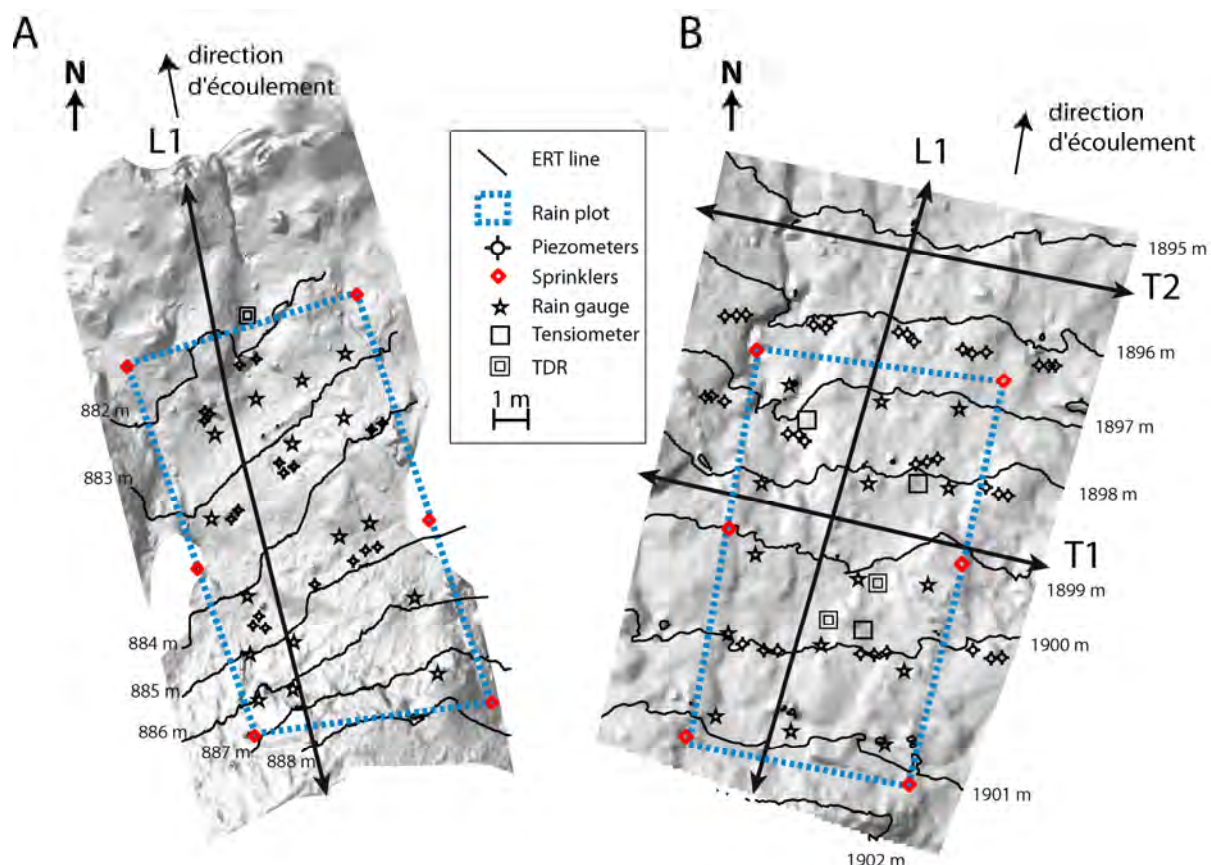 A
N
direction
d'écoulement
L1
882 m
883 m
884 m
885 m
886 m
887 m
888 m
ERT line
Rain plot
Piezometers
Sprinklers
Rain gauge
Tensiometer
TDR
1 m
B
N
direction
d'écoulement
L1
1895 m
T2
1896 m
1897 m
1898 m
T1
1899 m
1900 m
1901 m
1902 m